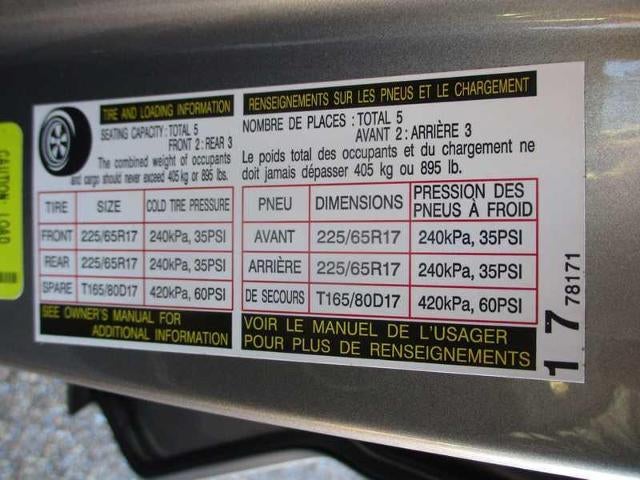 TIRE AND LOADING INFORMATION
SEATING CAPACITY: TOTAL 5
FRONT 2: REAR 3
The combined weight of occupants
and cargo should never exceed 405 kg or 895 lbs.
TIRE SIZE COLD TIRE PRESSURE
FRONT 225/65R17 240kPa, 35PSI
REAR 225/65R17 240kPa, 35PSI
SPARE T165/80D17 420kPa, 60PSI
SEE OWNER'S MANUAL FOR
ADDITIONAL INFORMATION
RENSEIGNEMENTS SUR LES PNEUS ET LE CHARGEMENT
NOMBRE DE PLACES : TOTAL 5
AVANT 2 : ARRIÈRE 3
Le poids total des occupants et du chargement ne
doit jamais dépasser 405 kg ou 895 lb.
PNEU DIMENSIONS PRESSION DES
PNEUS À FROID
AVANT 225/65R17 240kPa, 35PSI
ARRIÈRE 225/65R17 240kPa, 35PSI
DE SECOURS T165/80D17 420kPa, 60PSI
VOIR LE MANUEL DE L'USAGER
POUR PLUS DE RENSEIGNEMENTS
1 7 78171
CAUTION LOAD